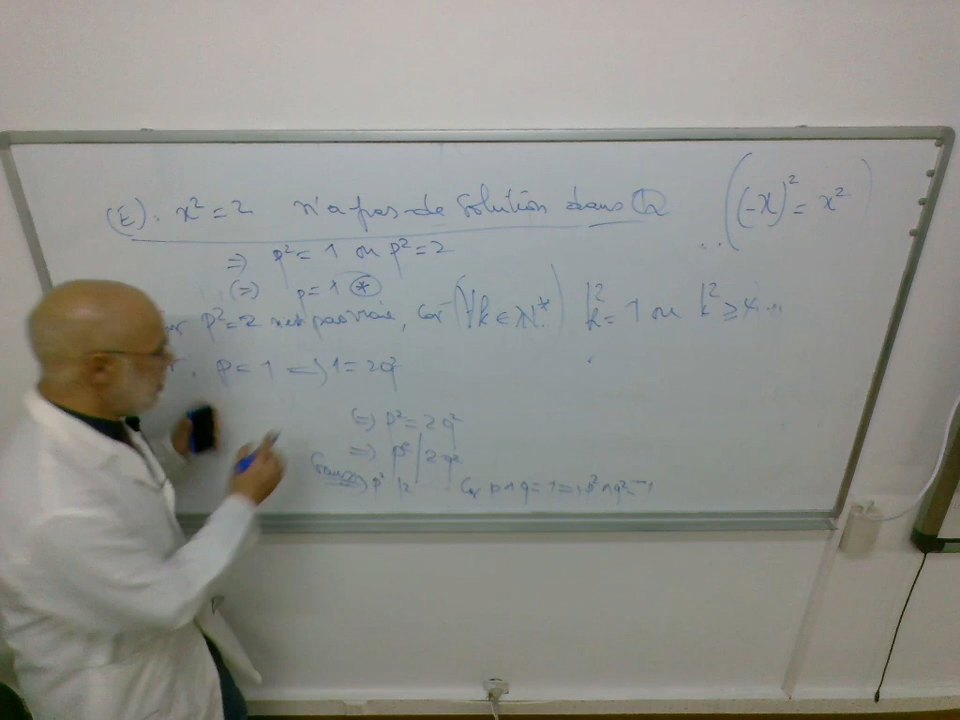 (E): x² = 2 n'a pas de solution dans Q
((-x)² = x²)
..
⇒ p² = 1 ou p² = 2
⇔ p = 1 (*)
p² = 2 n'est pas vraie, car (∀k ∈ N*) k² = 1 ou k² ≥ 4 ...
p = 1 ⇒ 1 = 2q²
⇔ p² = 2q²
⇒ p² | 2q²
Gauss ⇒ p² | 2 car p∧q = 1 ⇒ p²∧q² = 1